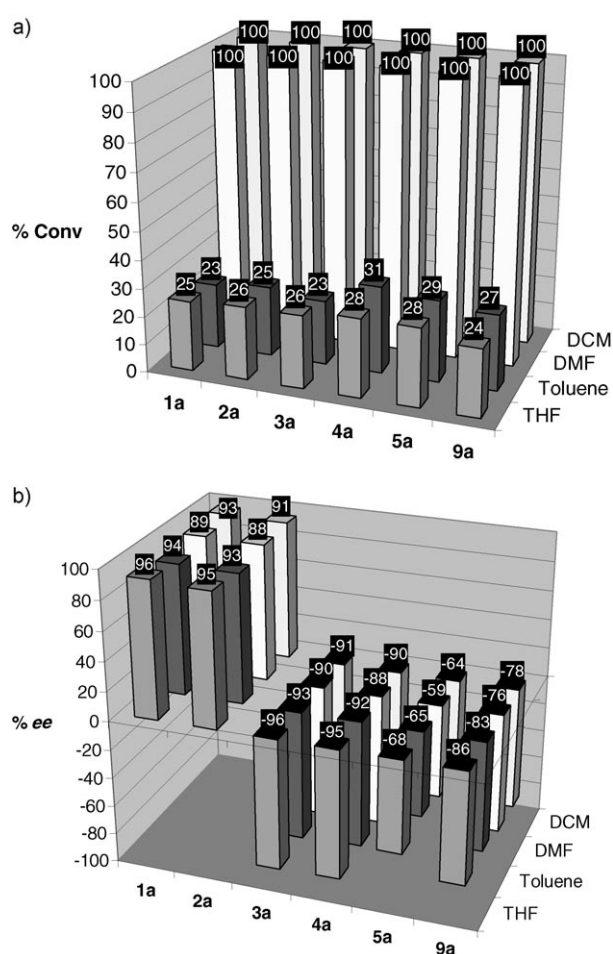 a)
100 100 100 100 100 100
100 100 100 100 100 100
100
90
80
70
60
50
40
30
20
10
0
% Conv
23 25 23 31 29 27
25 26 26 28 28 24
DCM
DMF
Toluene
THF
1a 2a 3a 4a 5a 9a
b)
93 91
89 88
94 93
96 95
-91 -90 -64 -78
-90 -88 -59 -76
-93 -92 -65 -83
-96 -95 -68 -86
100
80
60
40
20
0
-20
-40
-60
-80
-100
% ee
DCM
DMF
Toluene
THF
1a 2a 3a 4a 5a 9a